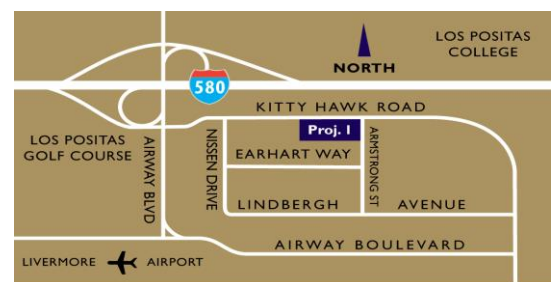 LOS POSITAS
COLLEGE
NORTH
580
KITTY HAWK ROAD
Proj. I
LOS POSITAS
GOLF COURSE
AIRWAY BLVD
NISSEN DRIVE
EARHART WAY
ARMSTRONG ST
LINDBERGH AVENUE
AIRWAY BOULEVARD
LIVERMORE AIRPORT